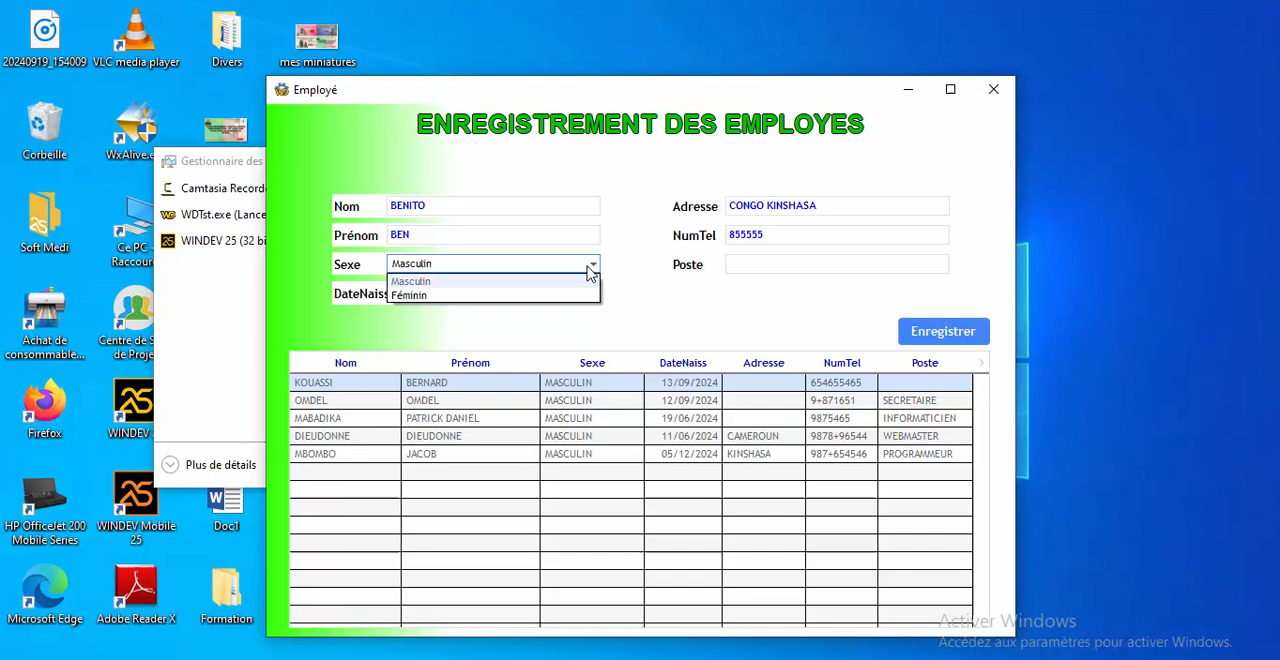 20240919_154009
VLC media player
Divers
mes miniatures
Corbeille
WxAlive.e
Soft Medi
Ce PC -
Raccour
Achat de
consommable...
Centre de S
de Proje
Firefox
WINDEV
HP OfficeJet 200
Mobile Series
WINDEV Mobile
25
Doc1
Microsoft Edge
Adobe Reader X
Formation
Gestionnaire des
Camtasia Record
WDTst.exe (Lance
WINDEV 25 (32 bi
Plus de détails
Employé
ENREGISTREMENT DES EMPLOYES
Nom BENITO
Adresse CONGO KINSHASA
Prénom BEN
NumTel 855555
Sexe Masculin
Poste
Masculin
Féminin
DateNaiss
Enregistrer
Nom Prénom Sexe DateNaiss Adresse NumTel Poste
KOUASSI BERNARD MASCULIN 13/09/2024 654655465
OMDEL OMDEL MASCULIN 12/09/2024 9+871651 SECRETAIRE
MABADIKA PATRICK DANIEL MASCULIN 19/06/2024 9875465 INFORMATICIEN
DIEUDONNE DIEUDONNE MASCULIN 11/06/2024 CAMEROUN 9878+96544 WEBMASTER
MBOMBO JACOB MASCULIN 05/12/2024 KINSHASA 987+654546 PROGRAMMEUR
Activer Windows
Accédez aux paramètres pour activer Windows.